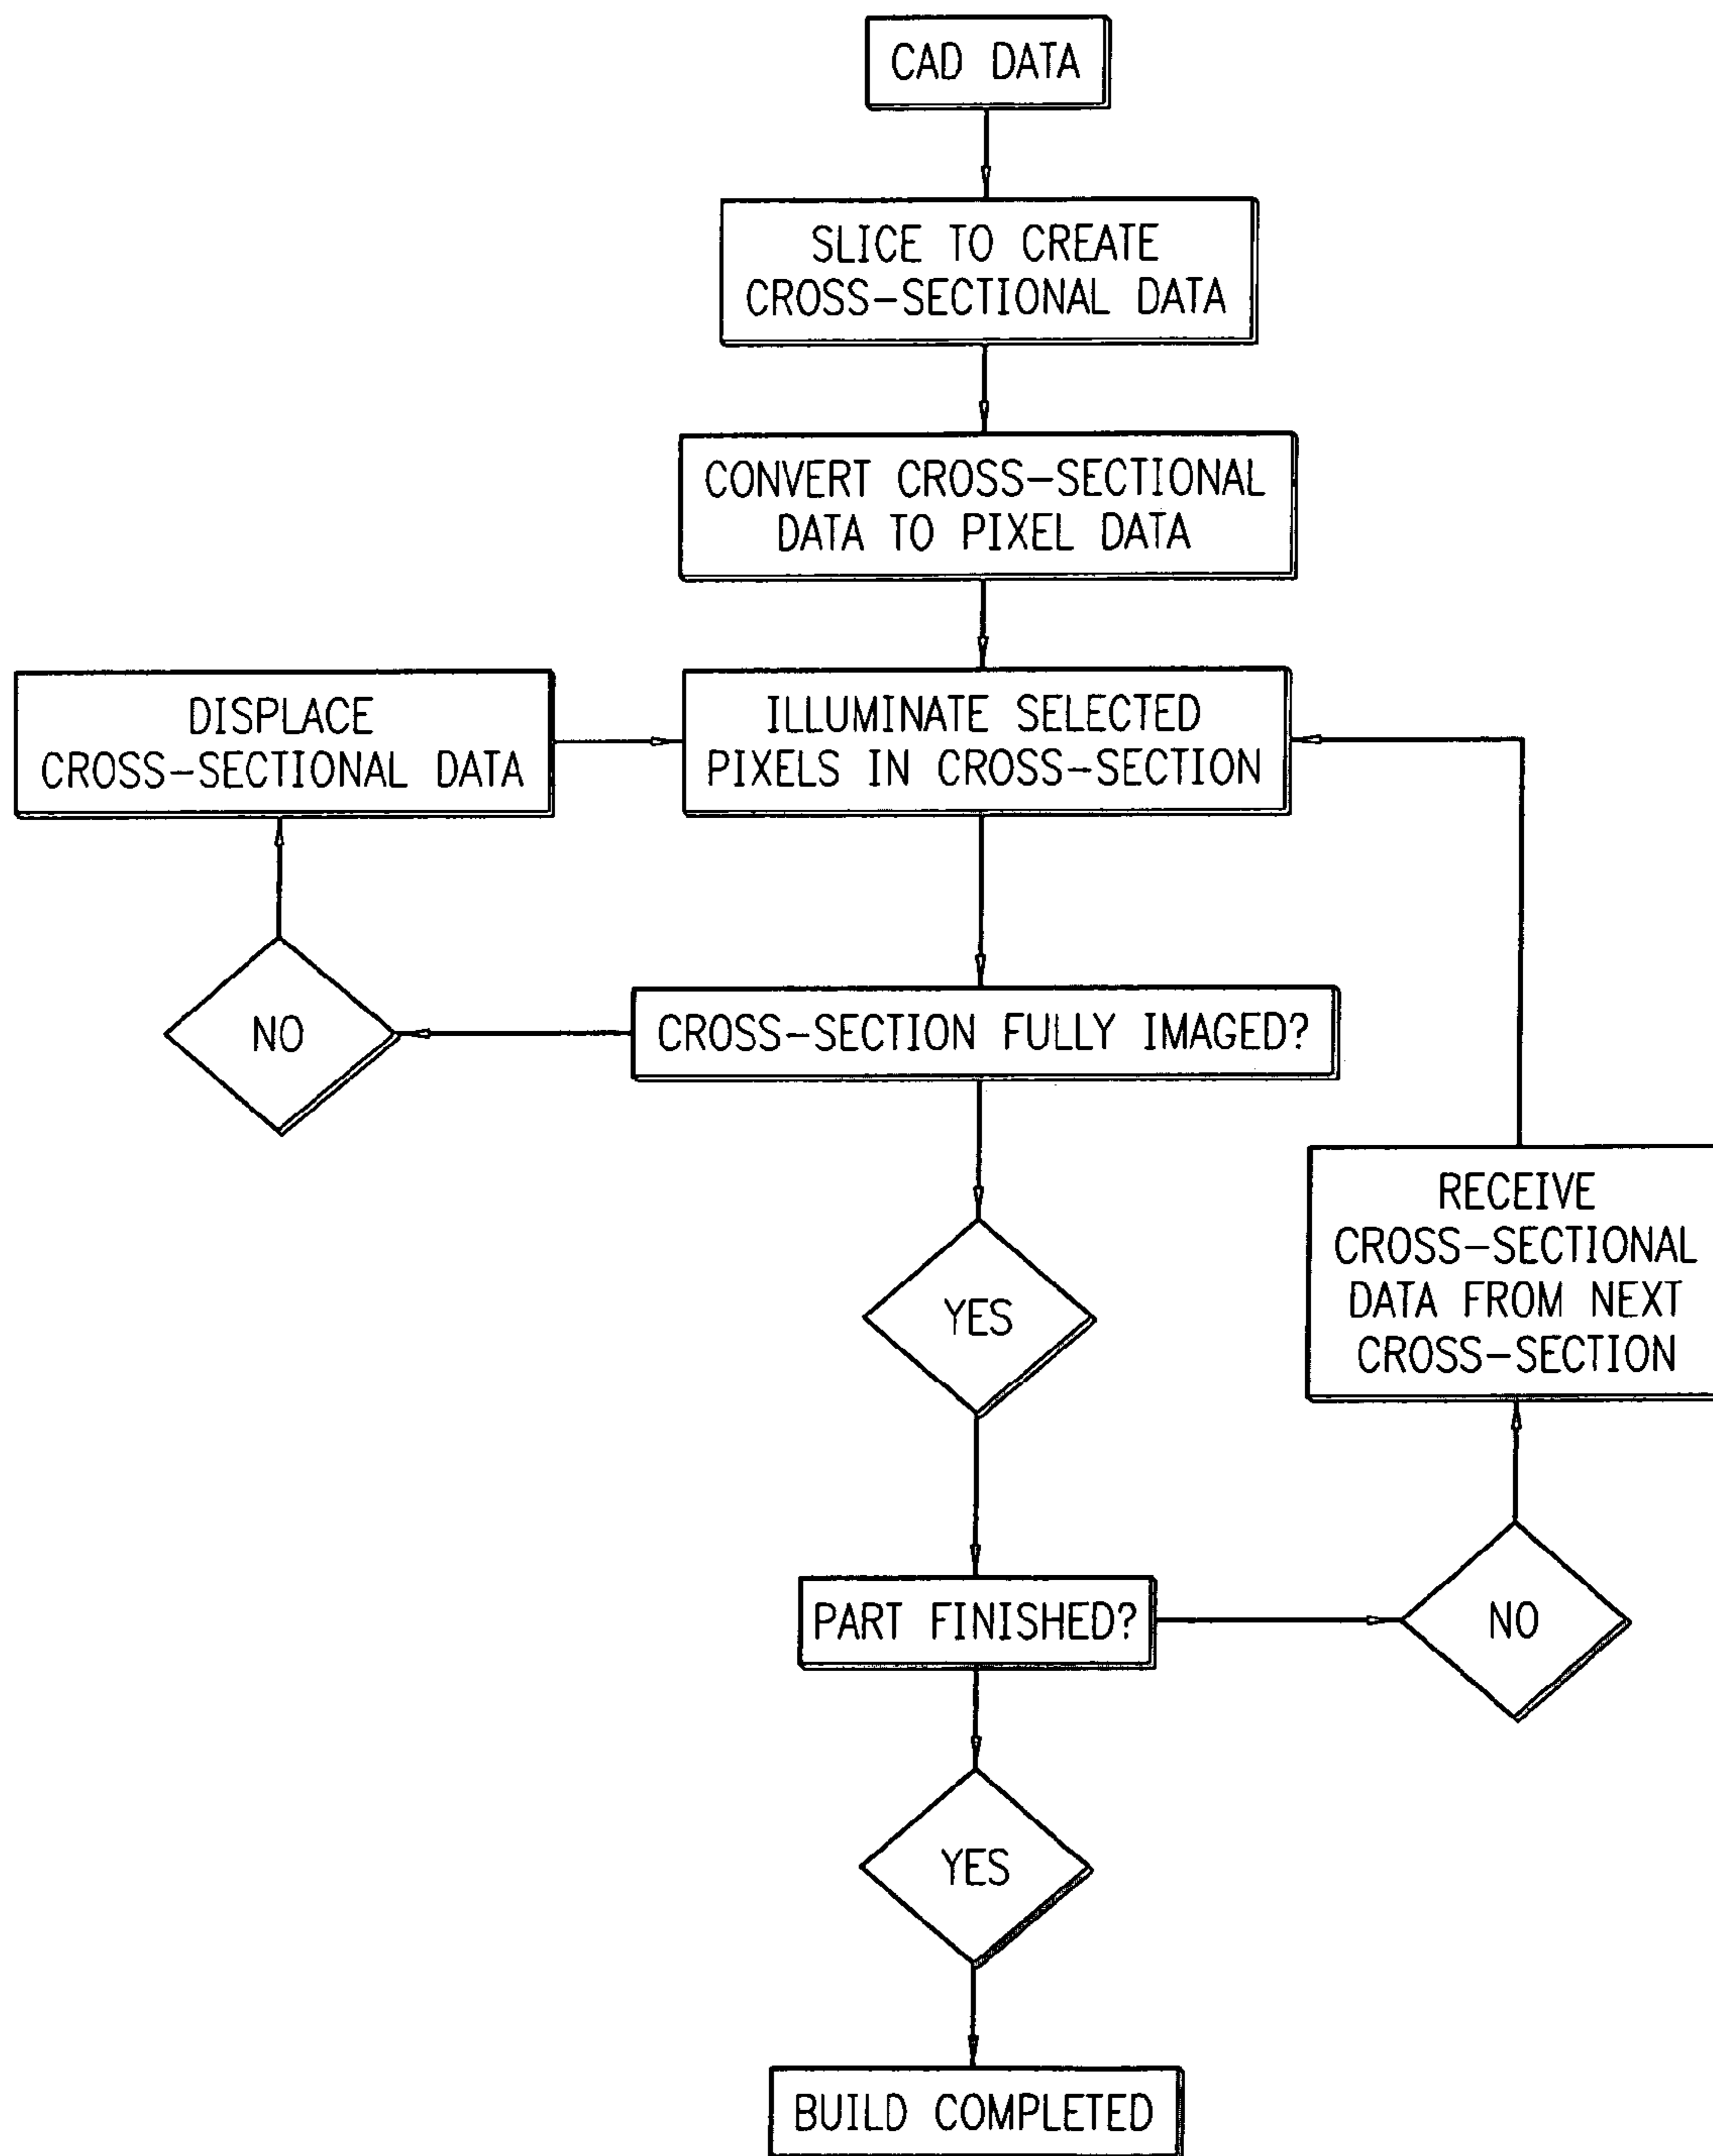 CAD DATA
SLICE TO CREATE
CROSS-SECTIONAL DATA
CONVERT CROSS-SECTIONAL
DATA TO PIXEL DATA
DISPLACE
CROSS-SECTIONAL DATA
ILLUMINATE SELECTED
PIXELS IN CROSS-SECTION
NO
CROSS-SECTION FULLY IMAGED?
YES
RECEIVE
CROSS-SECTIONAL
DATA FROM NEXT
CROSS-SECTION
PART FINISHED?
NO
YES
BUILD COMPLETED